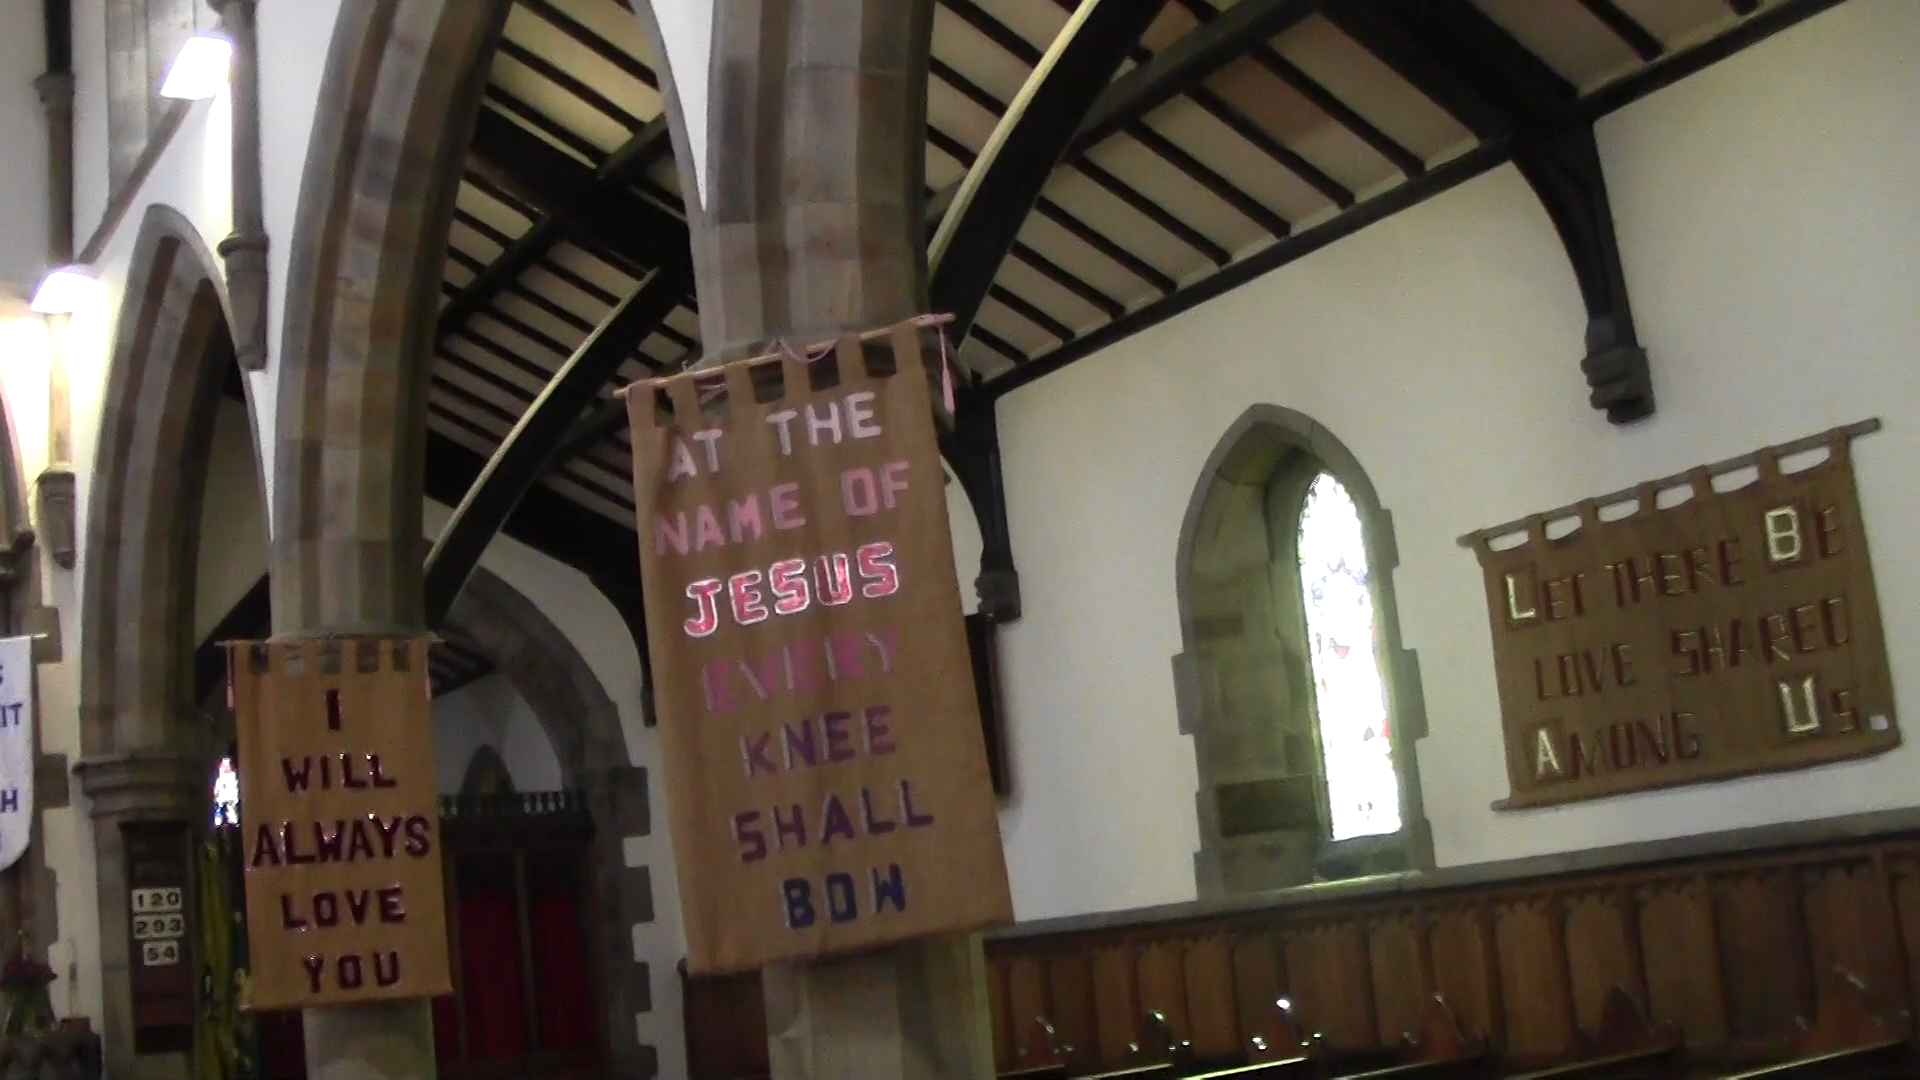 120
293
54
I
WILL
ALWAYS
LOVE
YOU
AT THE
NAME OF
JESUS
EVERY
KNEE
SHALL
BOW
LET THERE BE
LOVE SHARED
AMONG US